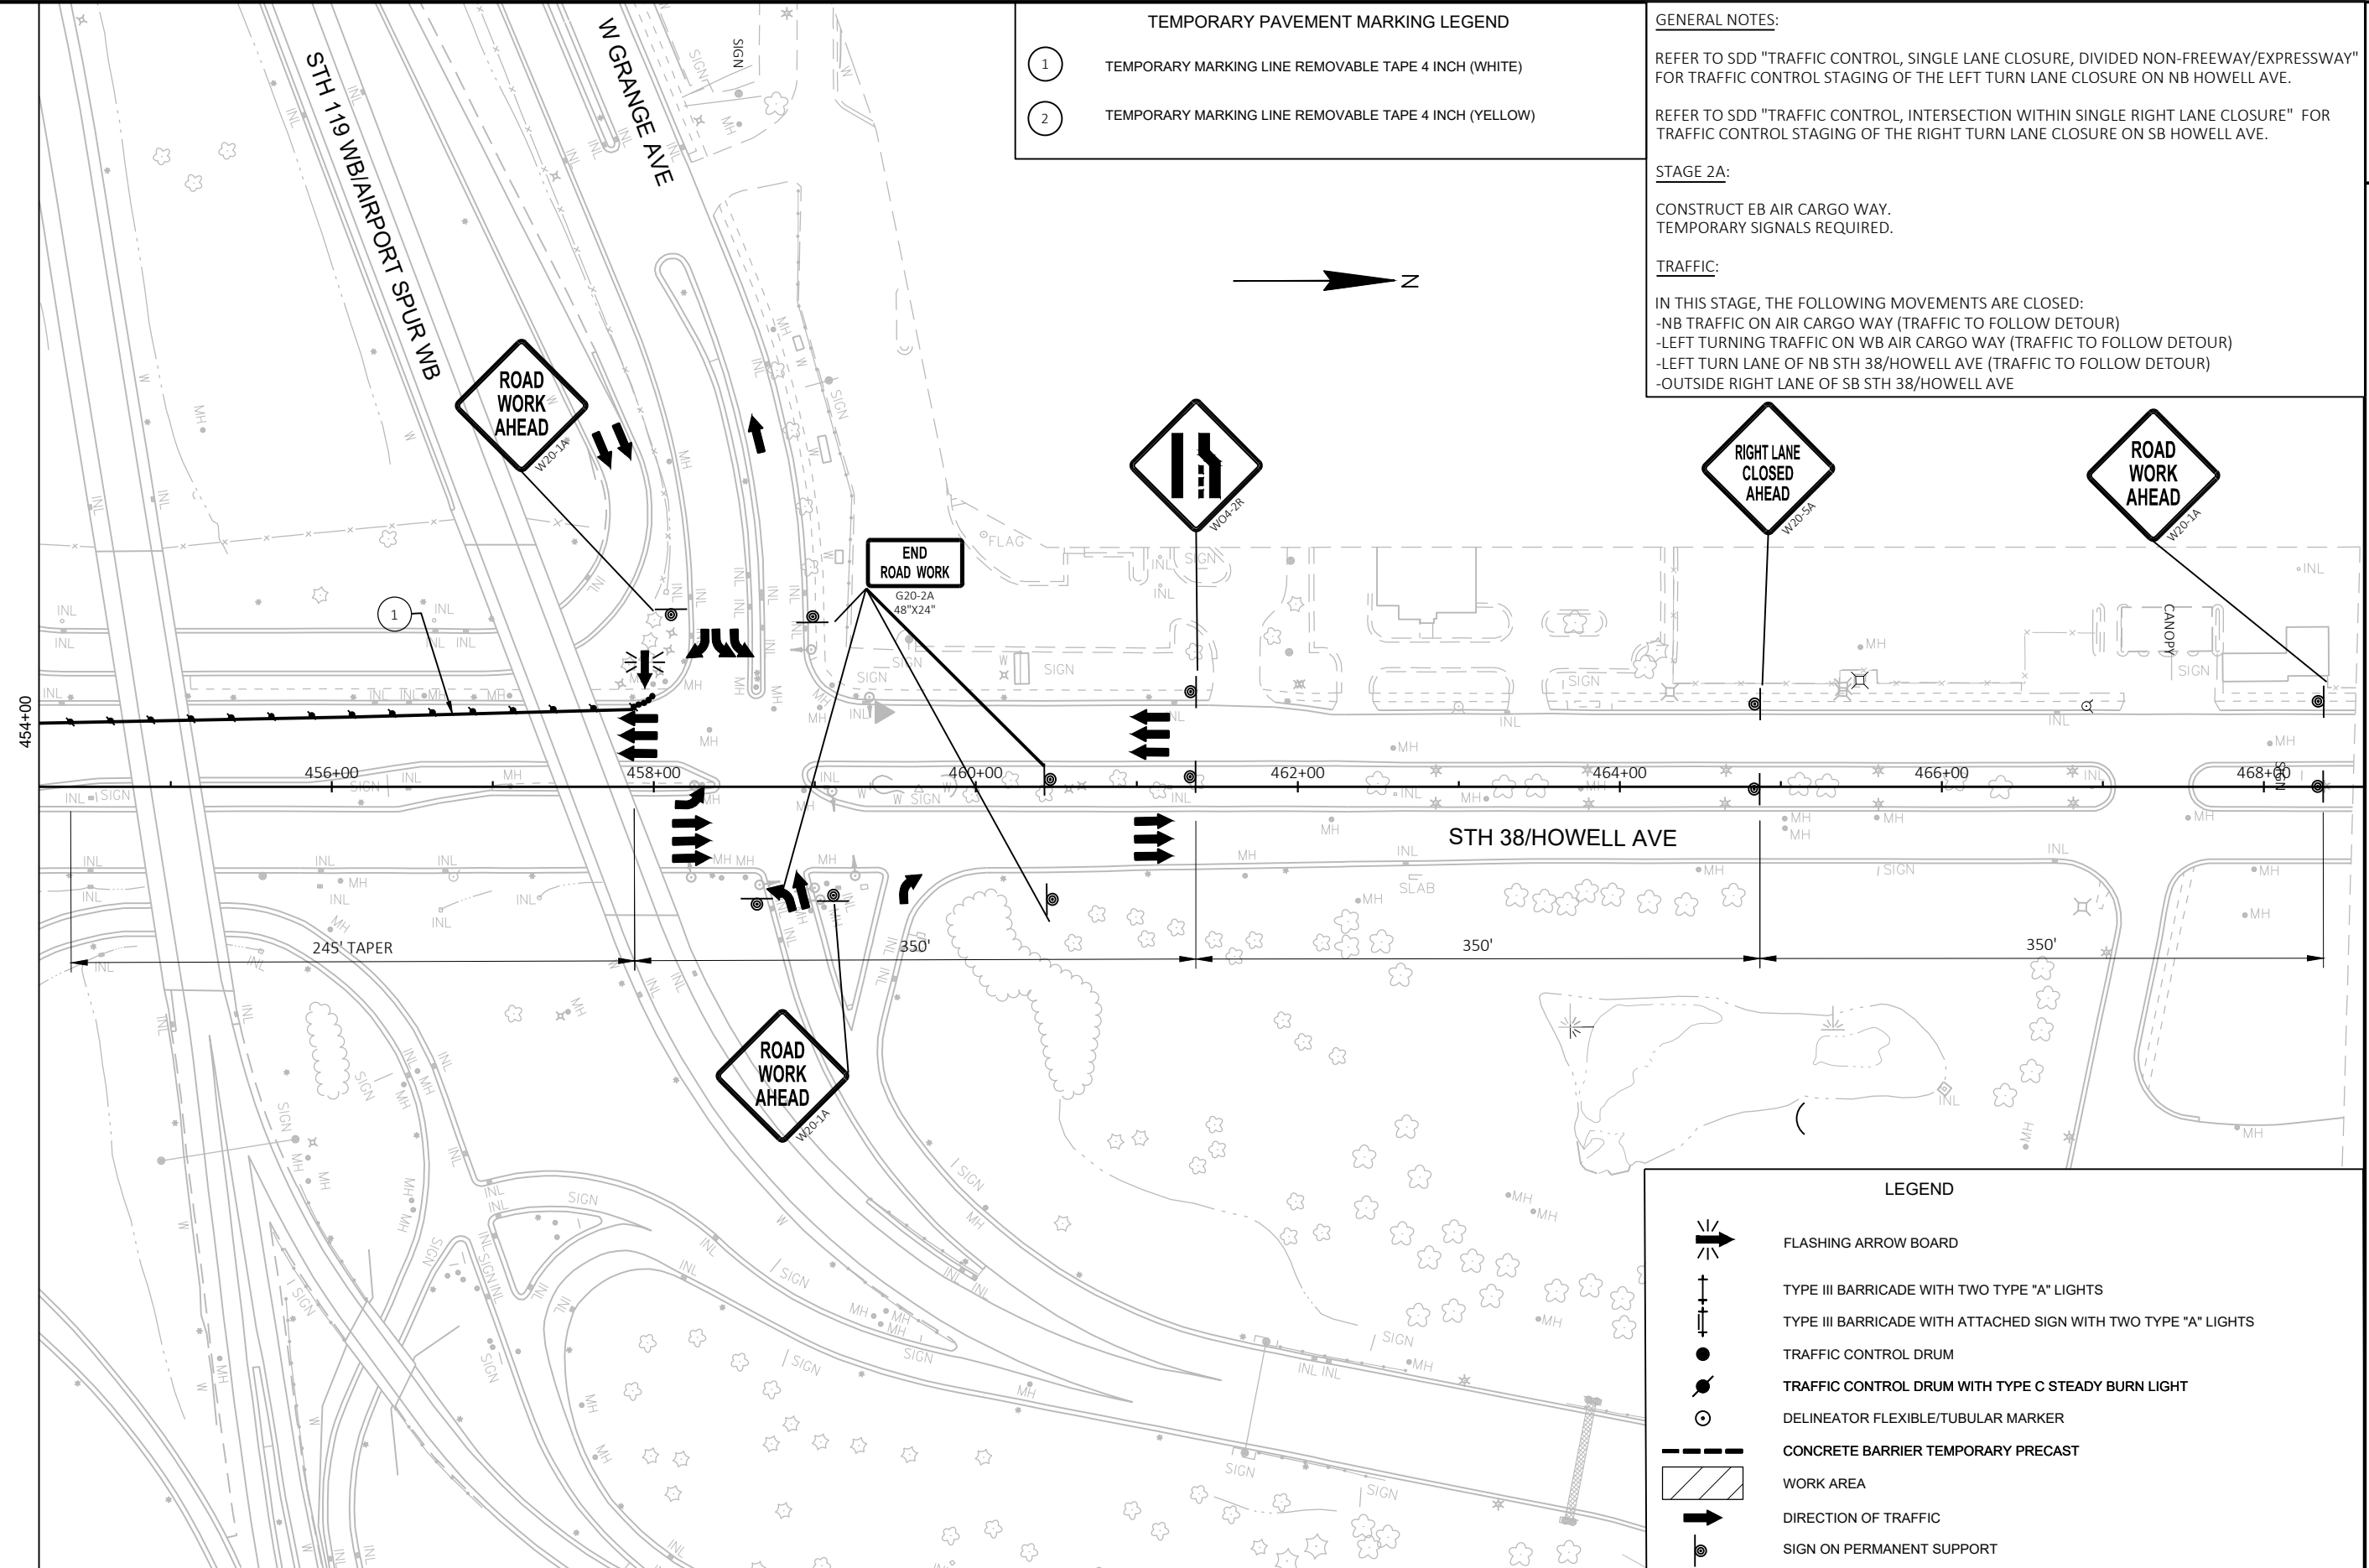 TEMPORARY PAVEMENT MARKING LEGEND
1 TEMPORARY MARKING LINE REMOVABLE TAPE 4 INCH (WHITE)
2 TEMPORARY MARKING LINE REMOVABLE TAPE 4 INCH (YELLOW)
GENERAL NOTES:
REFER TO SDD "TRAFFIC CONTROL, SINGLE LANE CLOSURE, DIVIDED NON-FREEWAY/EXPRESSWAY"
FOR TRAFFIC CONTROL STAGING OF THE LEFT TURN LANE CLOSURE ON NB HOWELL AVE.
REFER TO SDD "TRAFFIC CONTROL, INTERSECTION WITHIN SINGLE RIGHT LANE CLOSURE" FOR
TRAFFIC CONTROL STAGING OF THE RIGHT TURN LANE CLOSURE ON SB HOWELL AVE.
STAGE 2A:
CONSTRUCT EB AIR CARGO WAY.
TEMPORARY SIGNALS REQUIRED.
TRAFFIC:
IN THIS STAGE, THE FOLLOWING MOVEMENTS ARE CLOSED:
-NB TRAFFIC ON AIR CARGO WAY (TRAFFIC TO FOLLOW DETOUR)
-LEFT TURNING TRAFFIC ON WB AIR CARGO WAY (TRAFFIC TO FOLLOW DETOUR)
-LEFT TURN LANE OF NB STH 38/HOWELL AVE (TRAFFIC TO FOLLOW DETOUR)
-OUTSIDE RIGHT LANE OF SB STH 38/HOWELL AVE
STH 119 WB/AIRPORT SPUR WB
W GRANGE AVE
SIGN
N
ROAD
WORK
AHEAD
W20-1A
END
ROAD WORK
G20-2A
48"X24"
WO4-2R
RIGHT LANE
CLOSED
AHEAD
W20-5A
ROAD
WORK
AHEAD
W20-1A
FLAG
CANOPY
1
454+00
456+00
458+00
460+00
462+00
464+00
466+00
468+00
SIGN
STH 38/HOWELL AVE
SLAB
245' TAPER
350'
350'
350'
ROAD
WORK
AHEAD
W20-1A
LEGEND
FLASHING ARROW BOARD
TYPE III BARRICADE WITH TWO TYPE "A" LIGHTS
TYPE III BARRICADE WITH ATTACHED SIGN WITH TWO TYPE "A" LIGHTS
TRAFFIC CONTROL DRUM
TRAFFIC CONTROL DRUM WITH TYPE C STEADY BURN LIGHT
DELINEATOR FLEXIBLE/TUBULAR MARKER
CONCRETE BARRIER TEMPORARY PRECAST
WORK AREA
DIRECTION OF TRAFFIC
SIGN ON PERMANENT SUPPORT